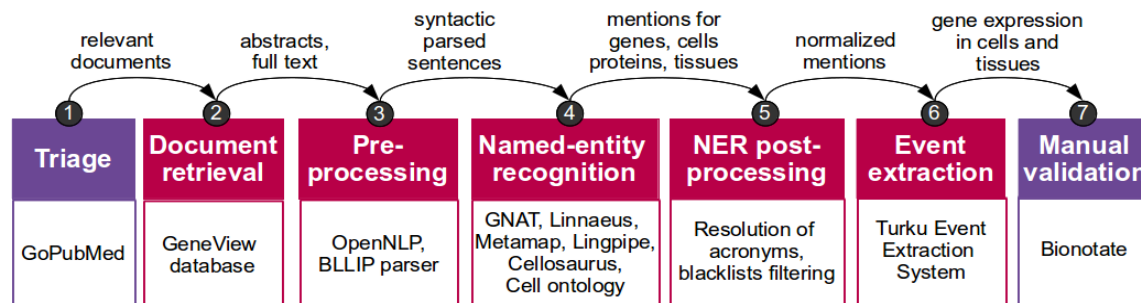 relevant
documents
abstracts,
full text
syntactic
parsed
sentences
mentions for
genes, cells
proteins, tissues
normalized
mentions
gene expression
in cells and
tissues
1
2
3
4
5
6
7
Triage
Document
retrieval
Pre-
processing
Named-entity
recognition
NER post-
processing
Event
extraction
Manual
validation
GoPubMed
GeneView
database
OpenNLP,
BLLIP parser
GNAT, Linnaeus,
Metamap, Lingpipe,
Cellosaurus,
Cell ontology
Resolution of
acronyms,
blacklists filtering
Turku Event
Extraction
System
Bionotate